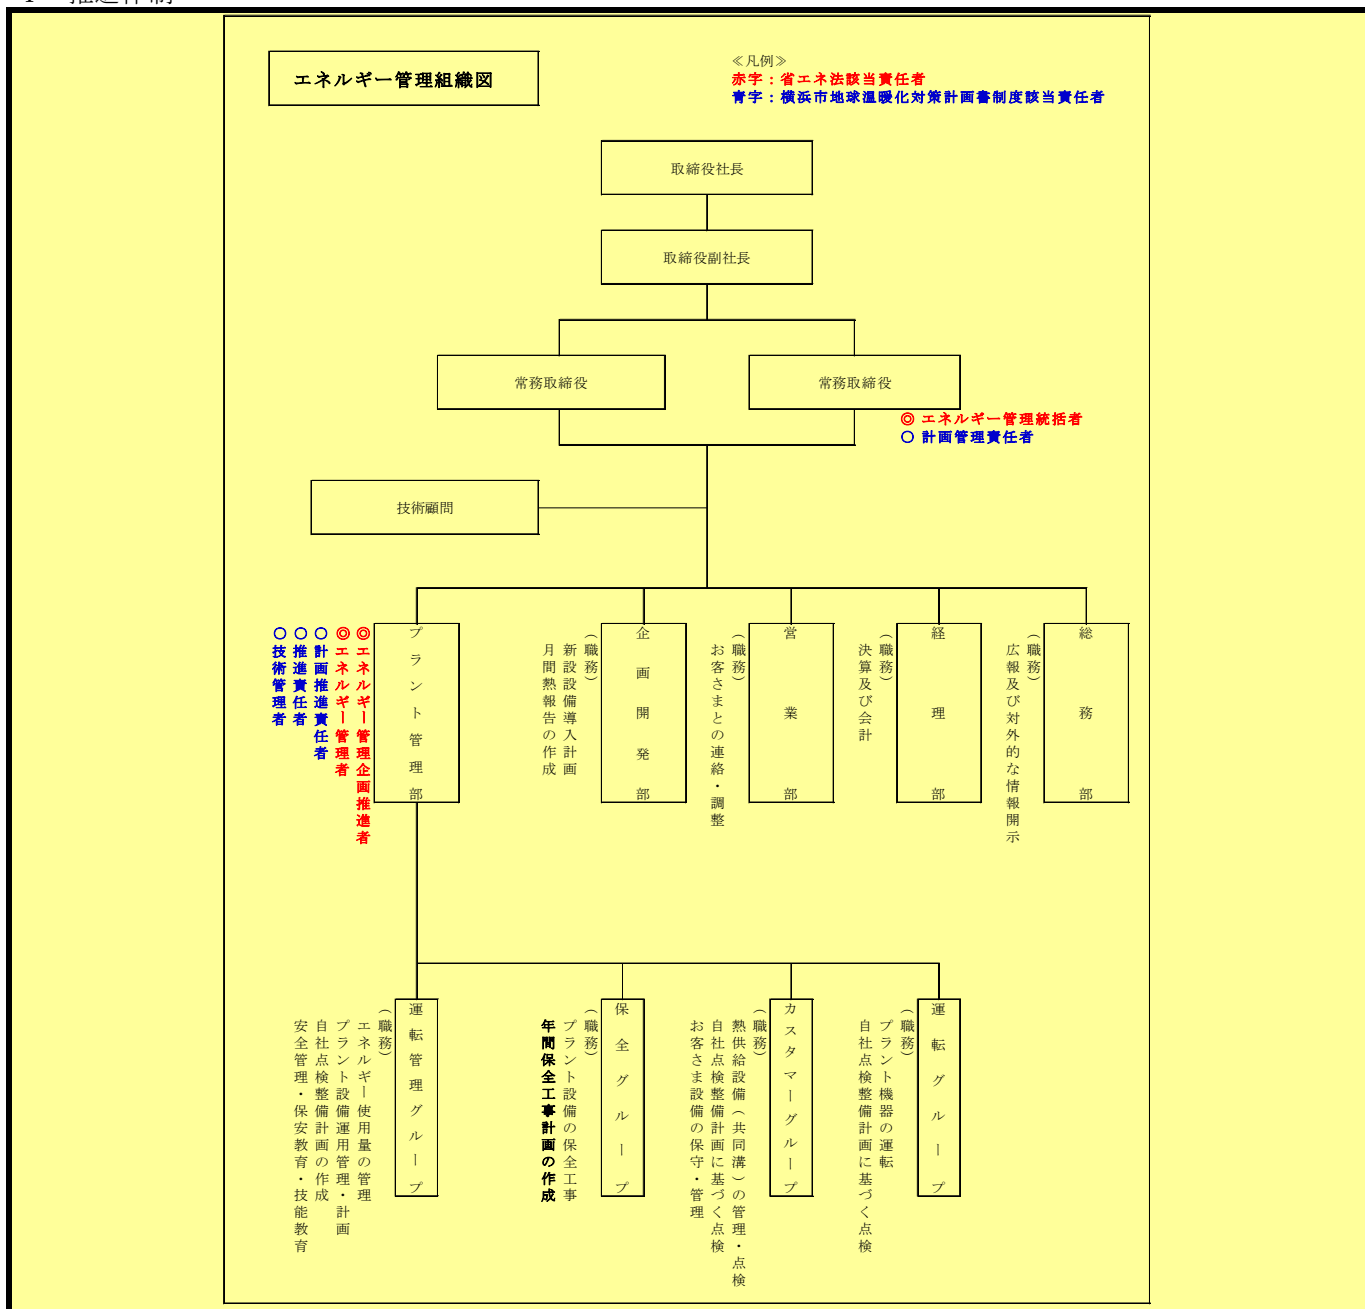 エネルギー管理組織図
≪凡例≫
赤字：省エネ法該当責任者
青字：横浜市地球温暖化対策計画書制度該当責任者
取締役社長
取締役副社長
常務取締役
常務取締役
◎ エネルギー管理統括者
○ 計画管理責任者
技術顧問
プラント管理部
◎エネルギー管理企画推進者
◎エネルギー管理者
○計画推進責任者
○推進責任者
○技術管理者
企画開発部
（職務）
新設設備導入計画
月間熱報告の作成
営業部
（職務）
お客さまとの連絡・調整
経理部
（職務）
決算及び会計
総務部
（職務）
広報及び対外的な情報開示
運転管理グループ
（職務）
エネルギー使用量の管理
プラント設備運用管理・計画
自社点検整備計画の作成
安全管理・保安教育・技能教育
保全グループ
（職務）
プラント設備の保全工事
年間保全工事計画の作成
カスタマーグループ
（職務）
熱供給設備（共同溝）の管理・点検
自社点検整備計画に基づく点検
お客さま設備の保守・管理
運転グループ
（職務）
プラント機器の運転
自社点検整備計画に基づく点検